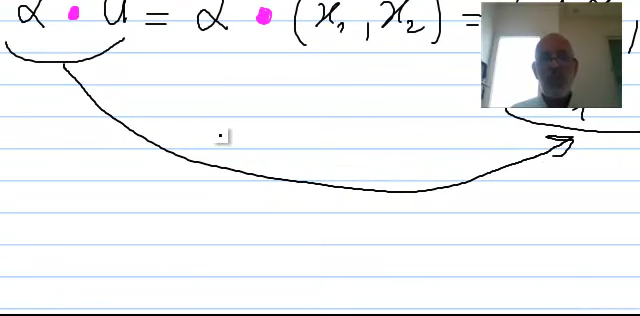 α • u = α • (x₁, x₂) =